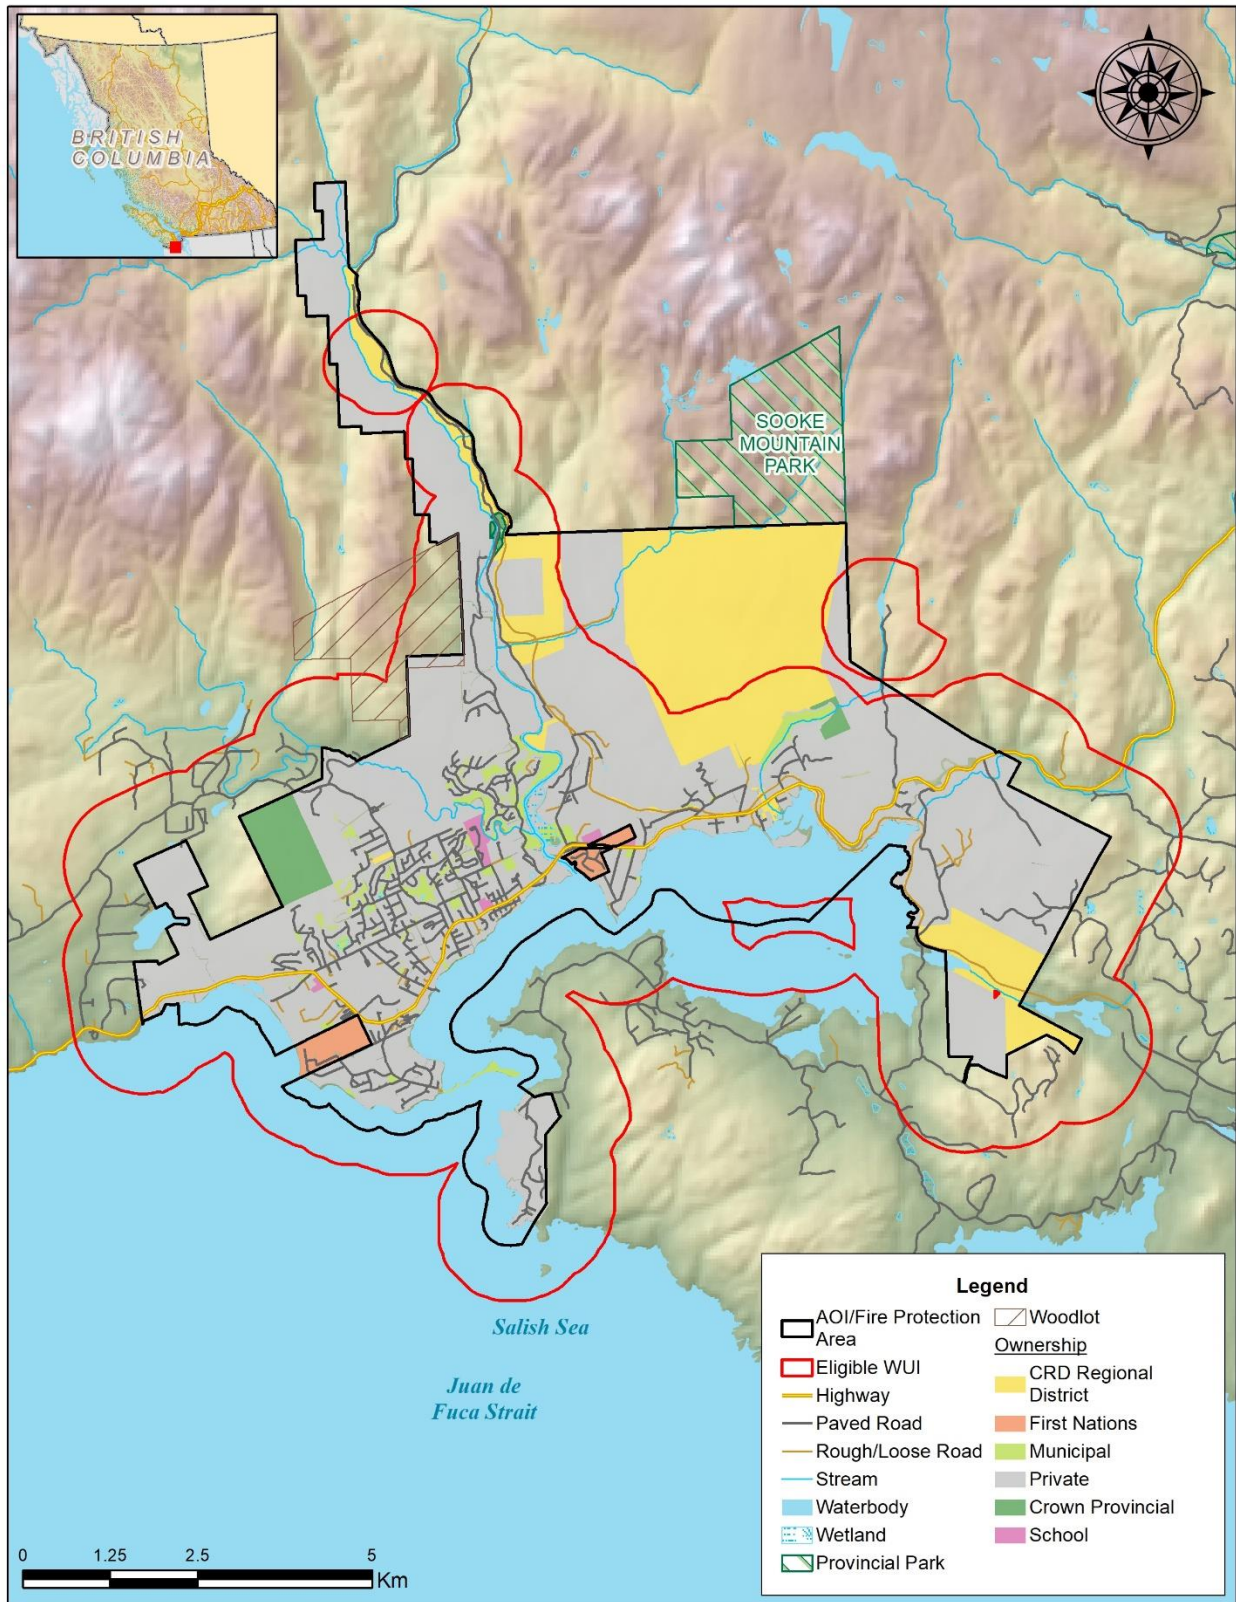 BRITISH
COLUMBIA
SOOKE
MOUNTAIN
PARK
Salish Sea
Juan de
Fuca Strait
Legend
AOI/Fire Protection
Area
Eligible WUI
Highway
Paved Road
Rough/Loose Road
Stream
Waterbody
Wetland
Provincial Park
Woodlot
Ownership
CRD Regional
District
First Nations
Municipal
Private
Crown Provincial
School
0 1.25 2.5 5
Km